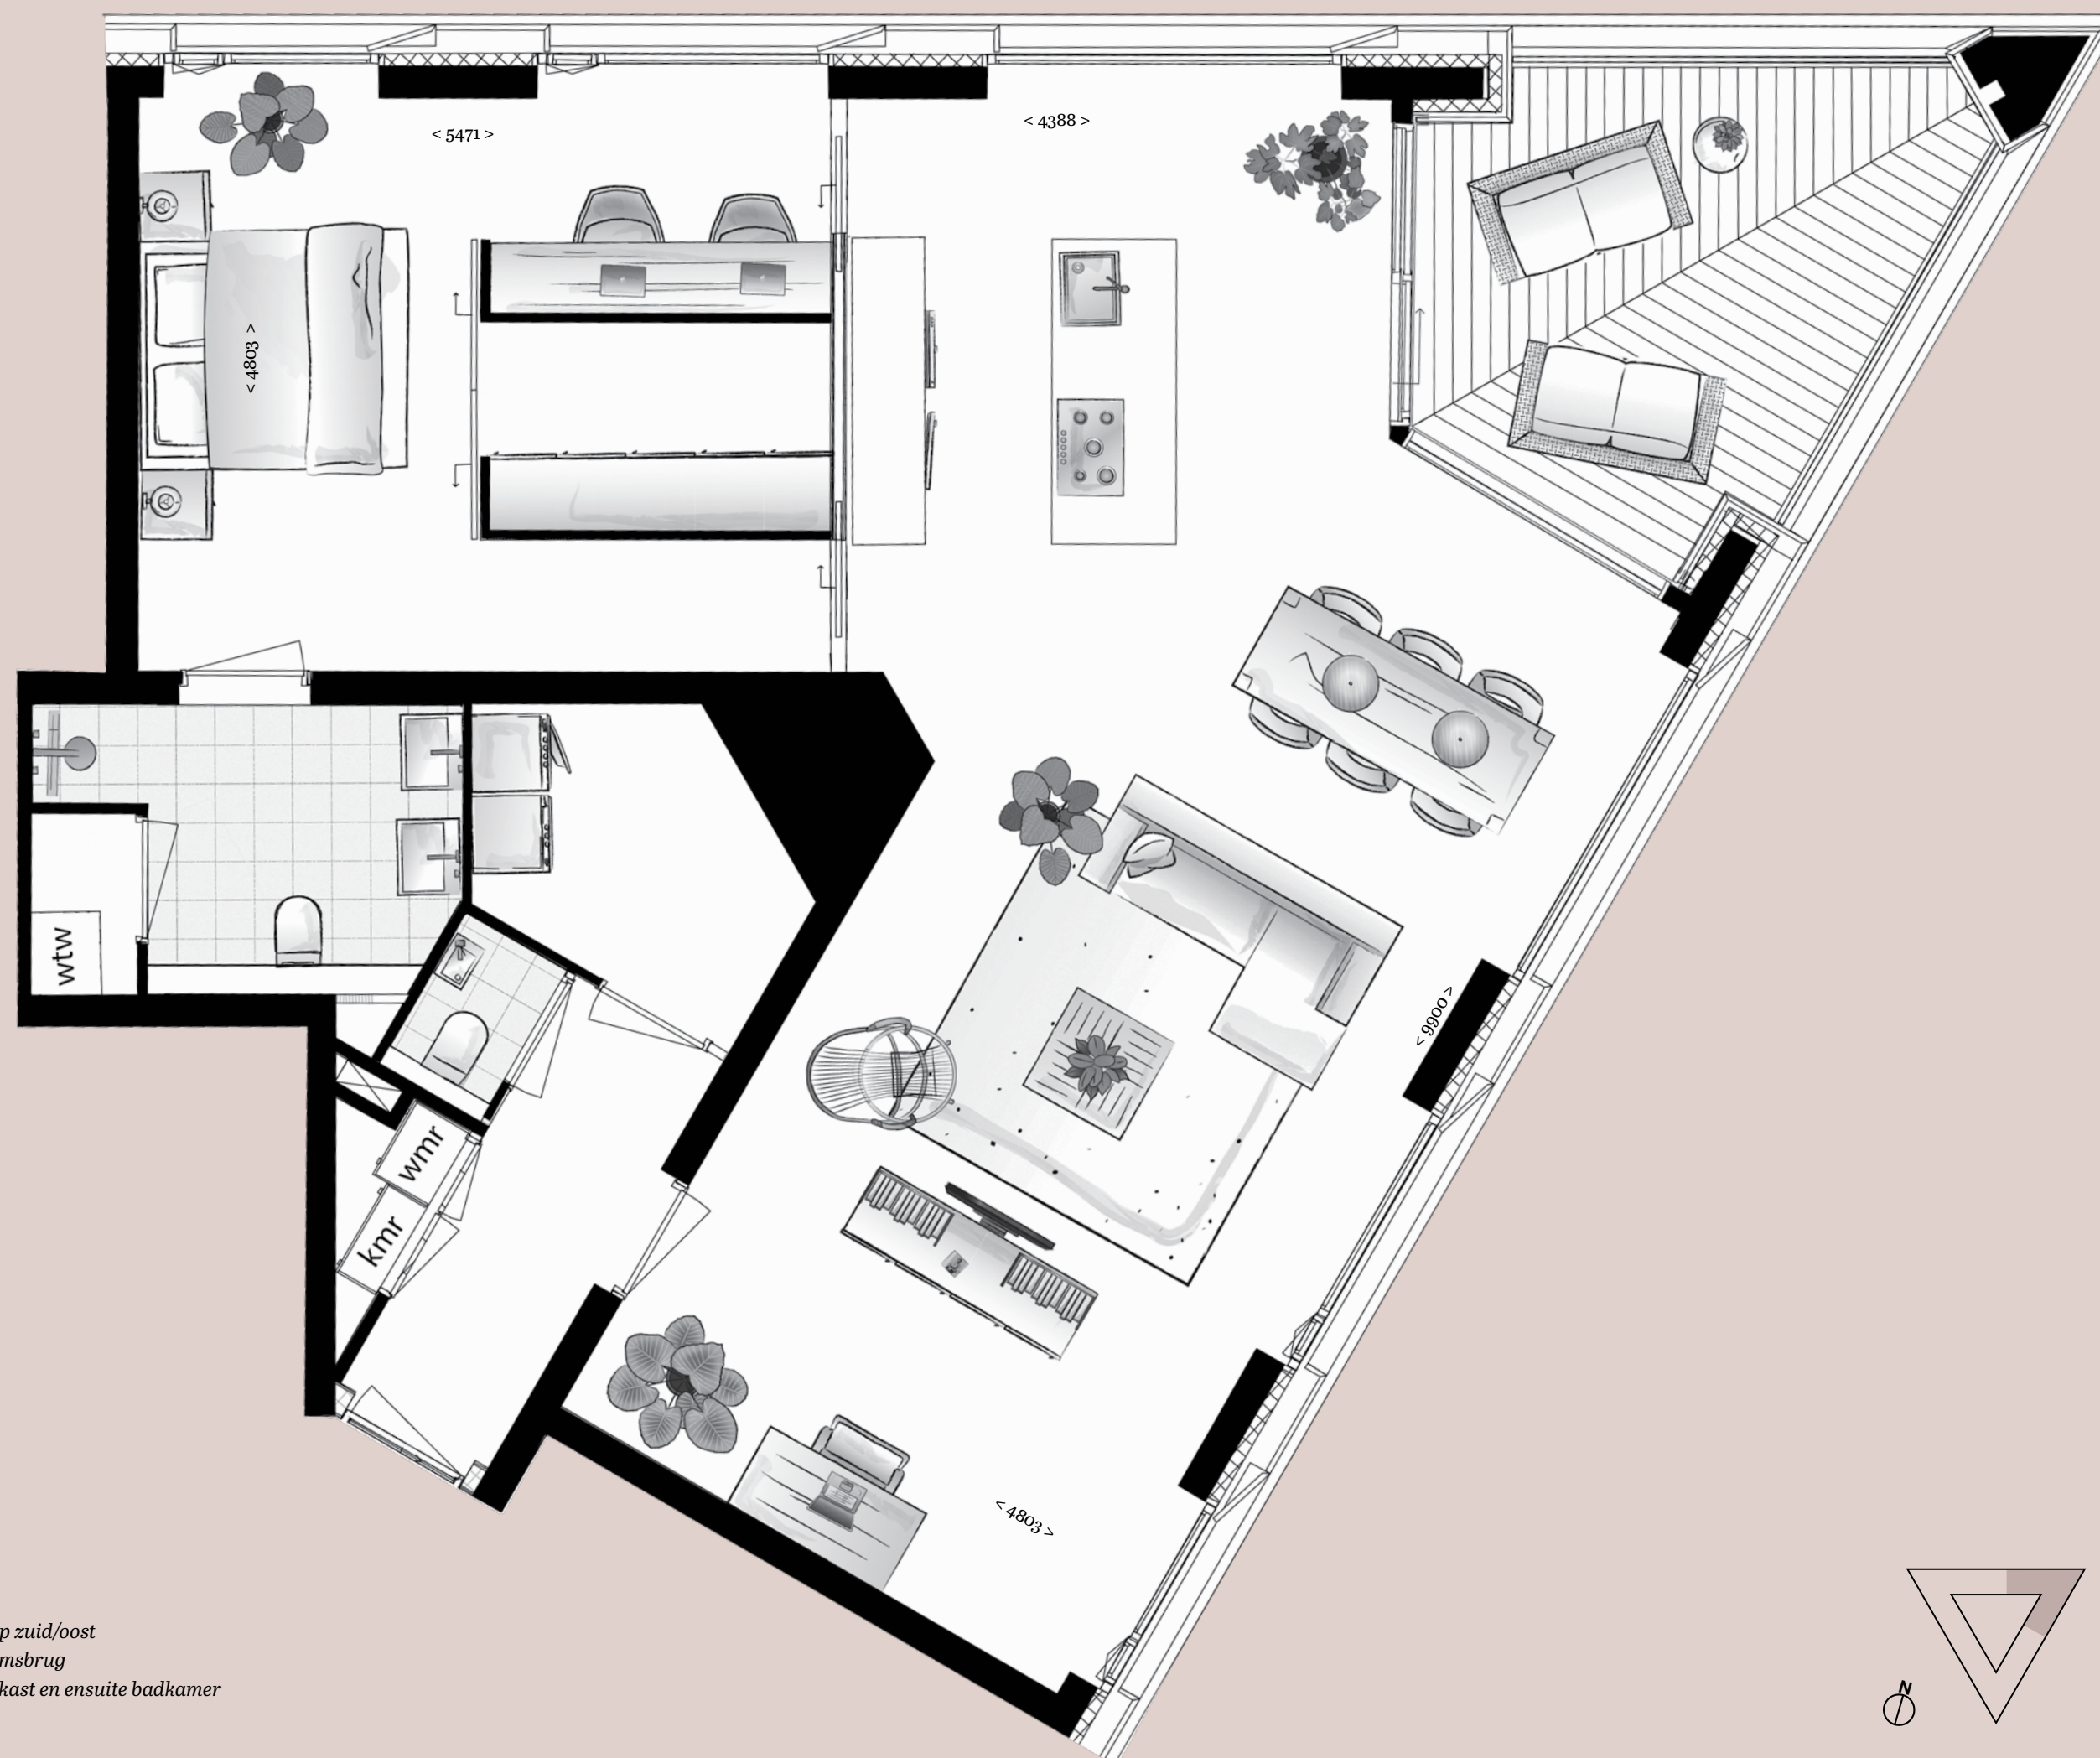 < 5471 >
< 4388 >
< 4803 >
wtw
< 9900 >
wmr
kmr
< 4803 >
p zuid/oost
msbrug
kast en ensuite badkamer
N